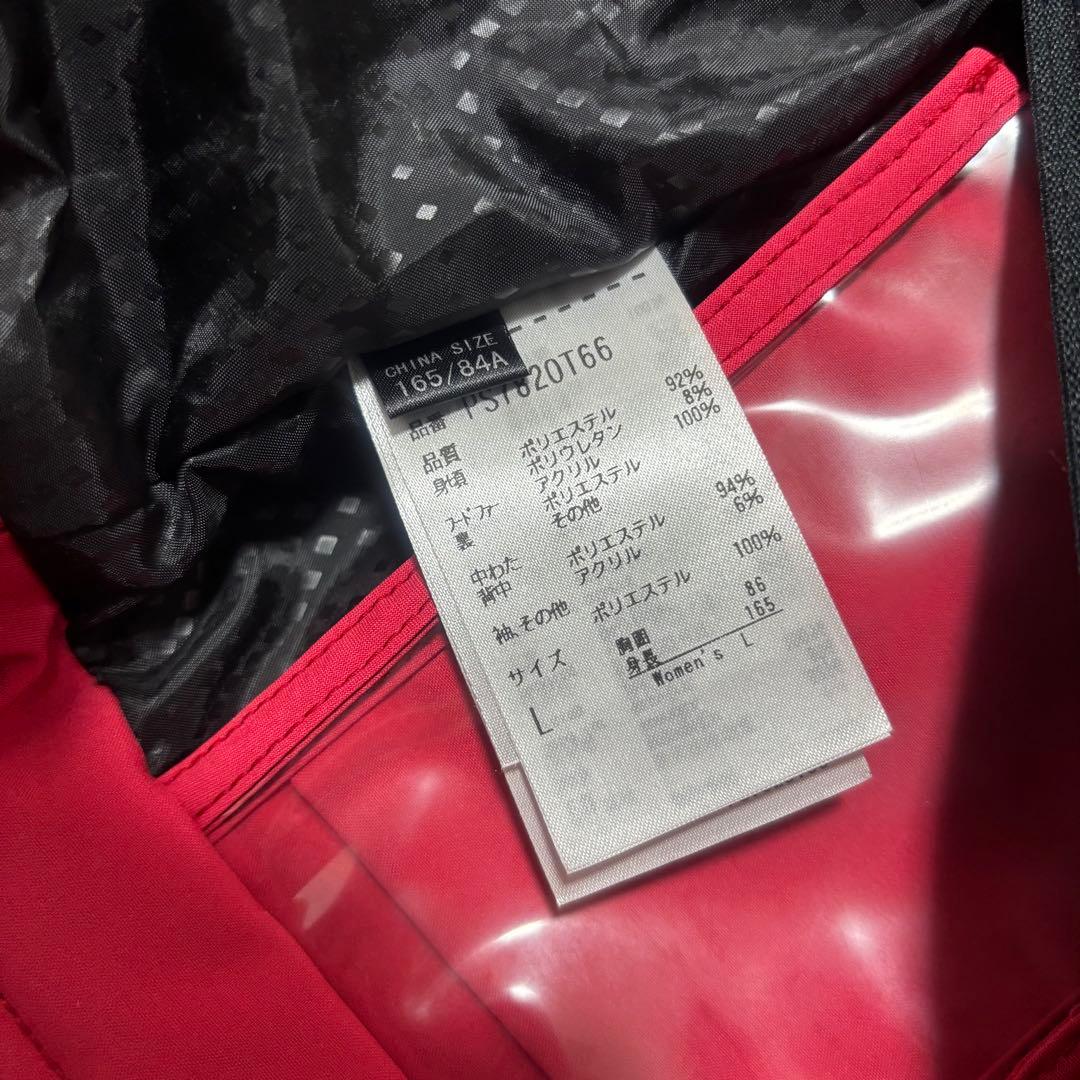 CHINA SIZE
165/84A
品番 PS7620T66
品質
身頃 ポリエステル 92%
ポリウレタン 8%
フードファー アクリル 100%
裏 ポリエステル
その他
中わた
背中 ポリエステル 94%
アクリル 6%
袖、その他 ポリエステル 100%
サイズ 胸囲 86
身長 165
L Women's L